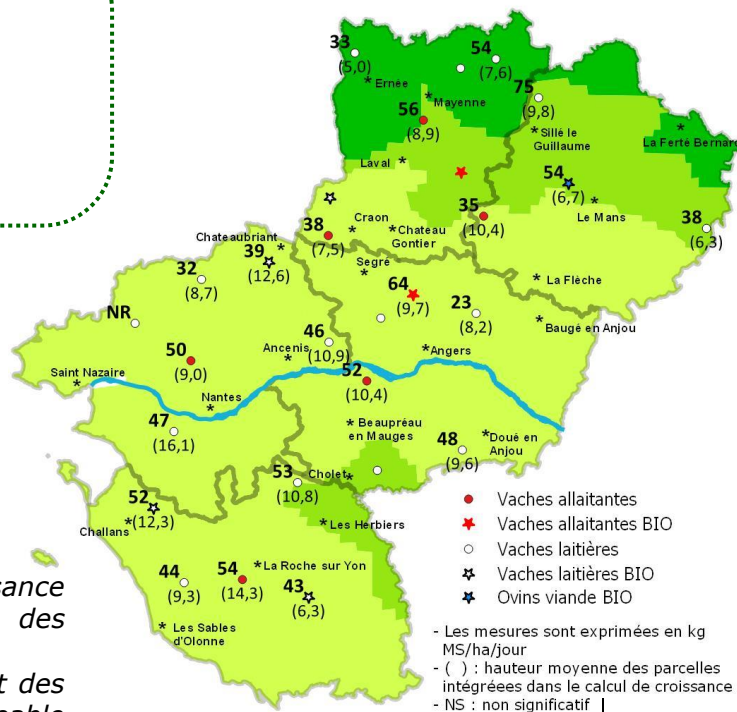 33
(5,0)
54
(7,6)
* Ernée
* Mayenne
56
(8,9)
75
(9,8)
* Sillé le
Guillaume
*
La Ferté Bernard
Laval *
54
(6,7)
*
Le Mans
38
(7,5)
*
Craon
* Chateau
Gontier
35
(10,4)
38
(6,3)
Chateaubriant *
39
(12,6)
Segré
*
* La Flèche
32
(8,7)
64
(9,7)
23
(8,2)
* Baugé en Anjou
NR
46
(10,9)
Ancenis *
*Angers
50
(9,0)
Saint Nazaire
*
Nantes
*
52
(10,4)
47
(16,1)
* Beaupréau
en Mauges
48
(9,6)
*Doué en
Anjou
53
(10,8)
Cholet*
52
(12,3)
Challans *
* Les Herbiers
44
(9,3)
54
(14,3)
*La Roche sur Yon
43
(6,3)
* Les Sables
d'Olonne
Vaches allaitantes
Vaches allaitantes BIO
Vaches laitières
Vaches laitières BIO
Ovins viande BIO
- Les mesures sont exprimées en kg
MS/ha/jour
- ( ) : hauteur moyenne des parcelles
intégréees dans le calcul de croissance
- NS : non significatif
sance
des
t des